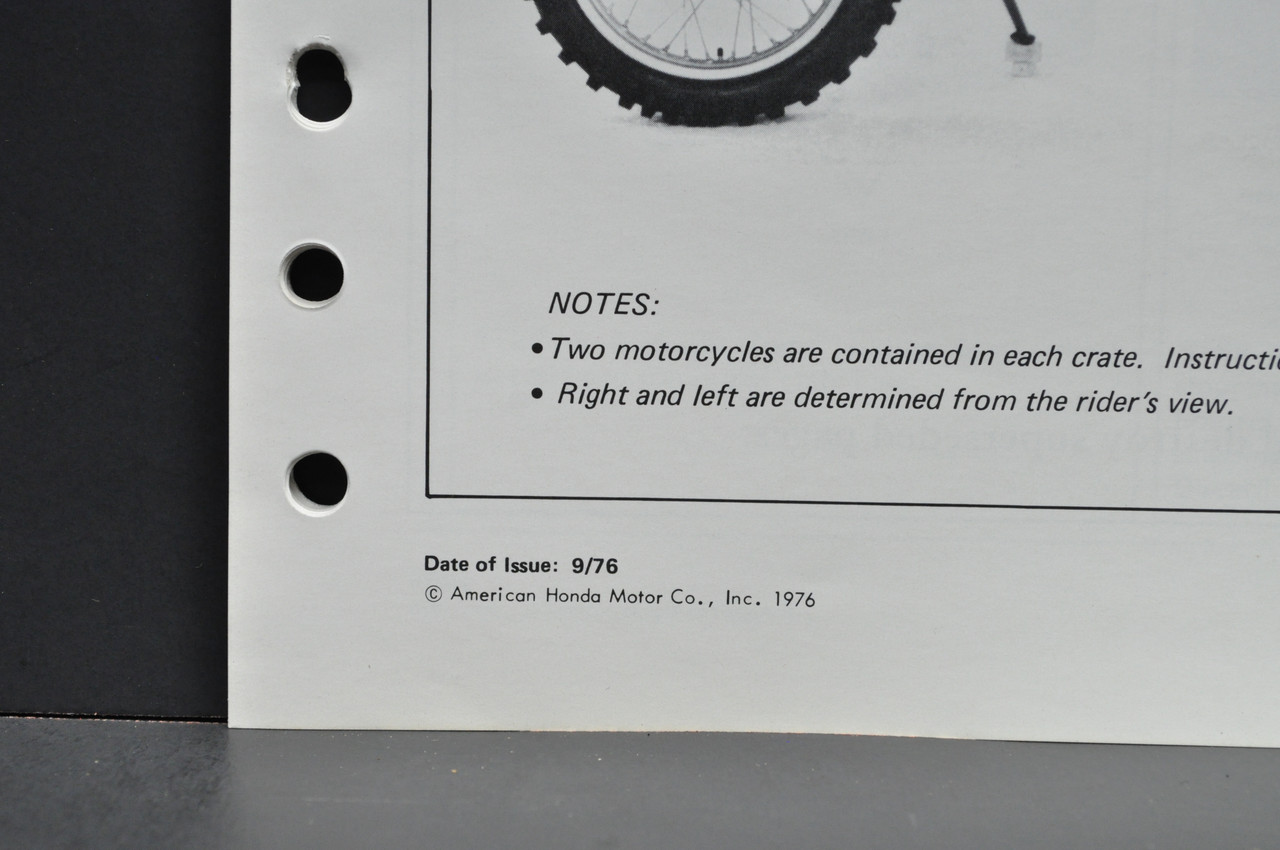 NOTES:
• Two motorcycles are contained in each crate. Instructi
• Right and left are determined from the rider's view.
Date of Issue: 9/76
© American Honda Motor Co., Inc. 1976